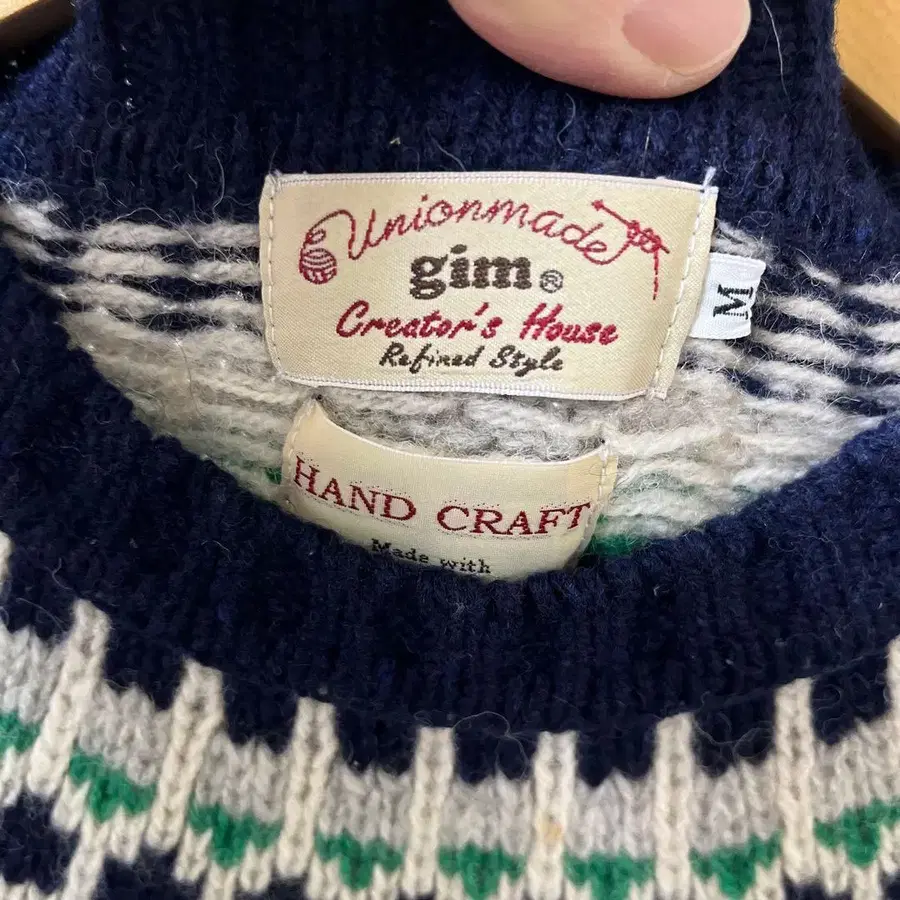 Unionmade
gim®
Creator's House
Refined Style
M
HAND CRAFT
Made with